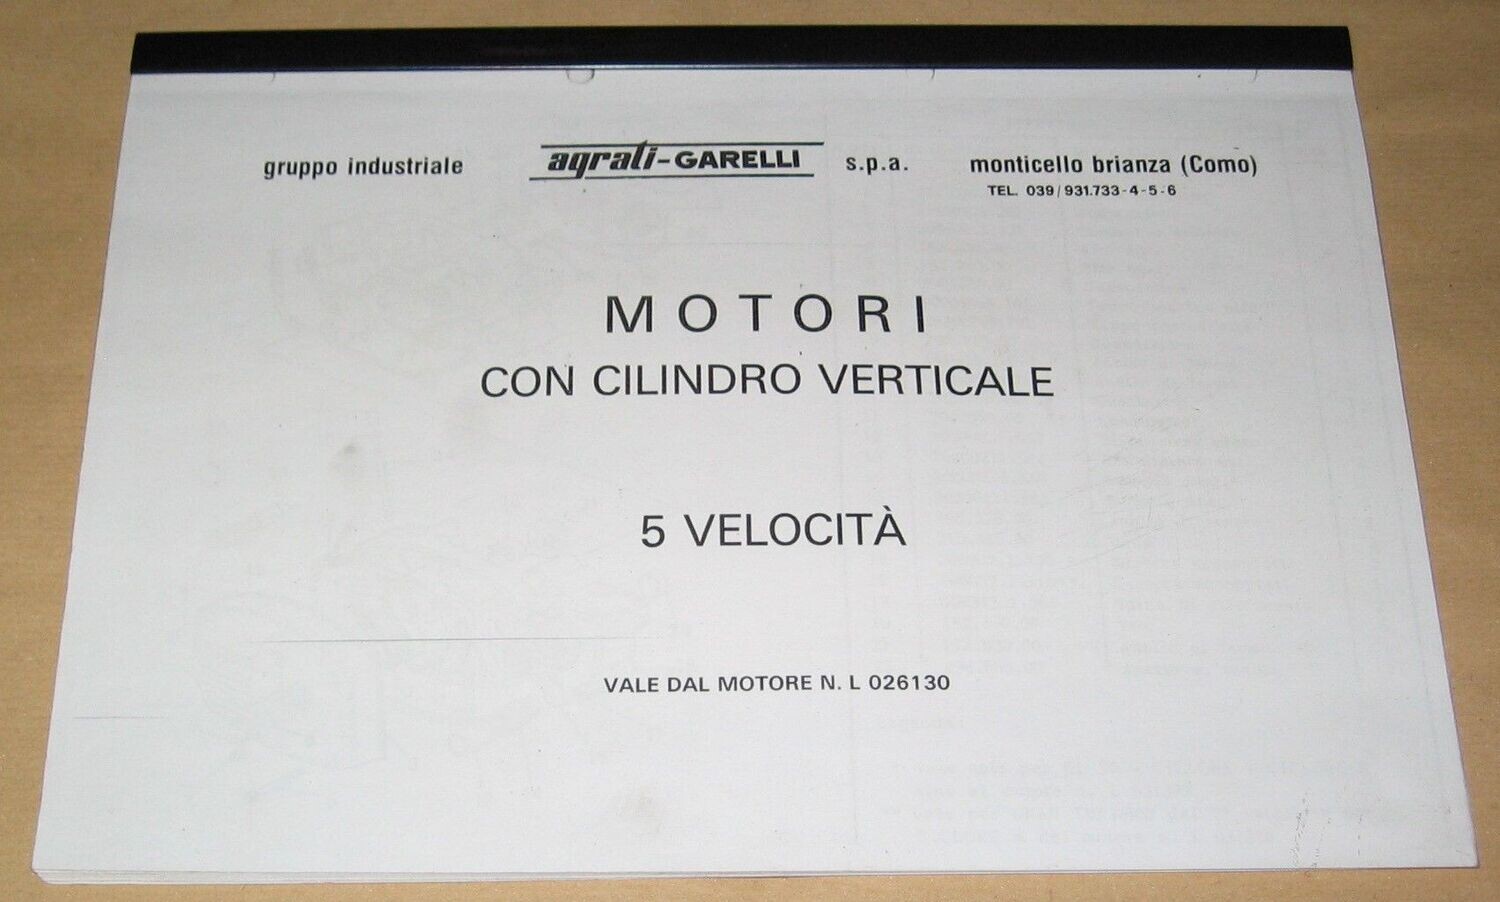 gruppo industriale agrati-GARELLI s.p.a. monticello brianza (Como)
TEL. 039/931.733-4-5-6
MOTORI
CON CILINDRO VERTICALE
5 VELOCITÀ
VALE DAL MOTORE N. L 026130